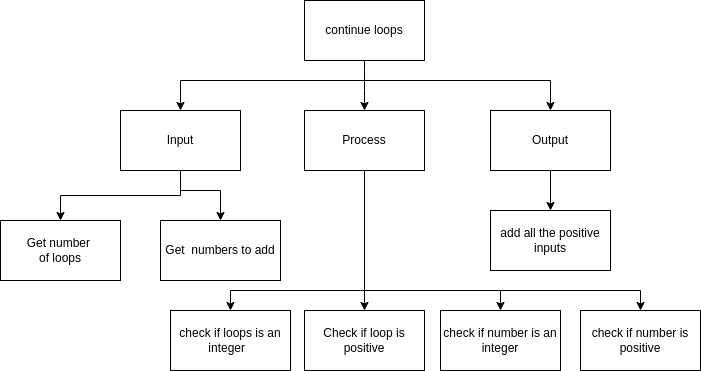 continue loops
Input
Process
Output
Get number
of loops
Get  numbers to add
add all the positive
inputs
check if loops is an
integer
Check if loop is
positive
check if number is an
integer
check if number is
positive